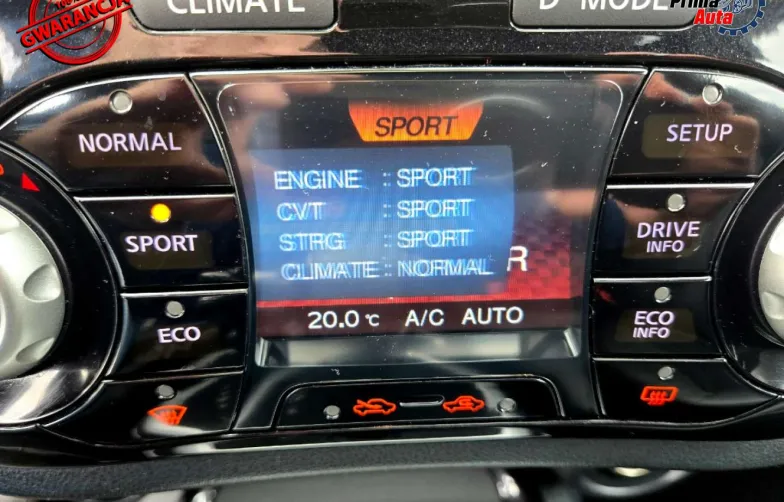 GWARANCJA
CLIMATE
D-MODE
Prima
Auta
NORMAL
SPORT
SETUP
ENGINE : SPORT
CVT : SPORT
STRG : SPORT
CLIMATE : NORMAL
R
SPORT
DRIVE
INFO
ECO
20.0 °C A/C AUTO
ECO
INFO